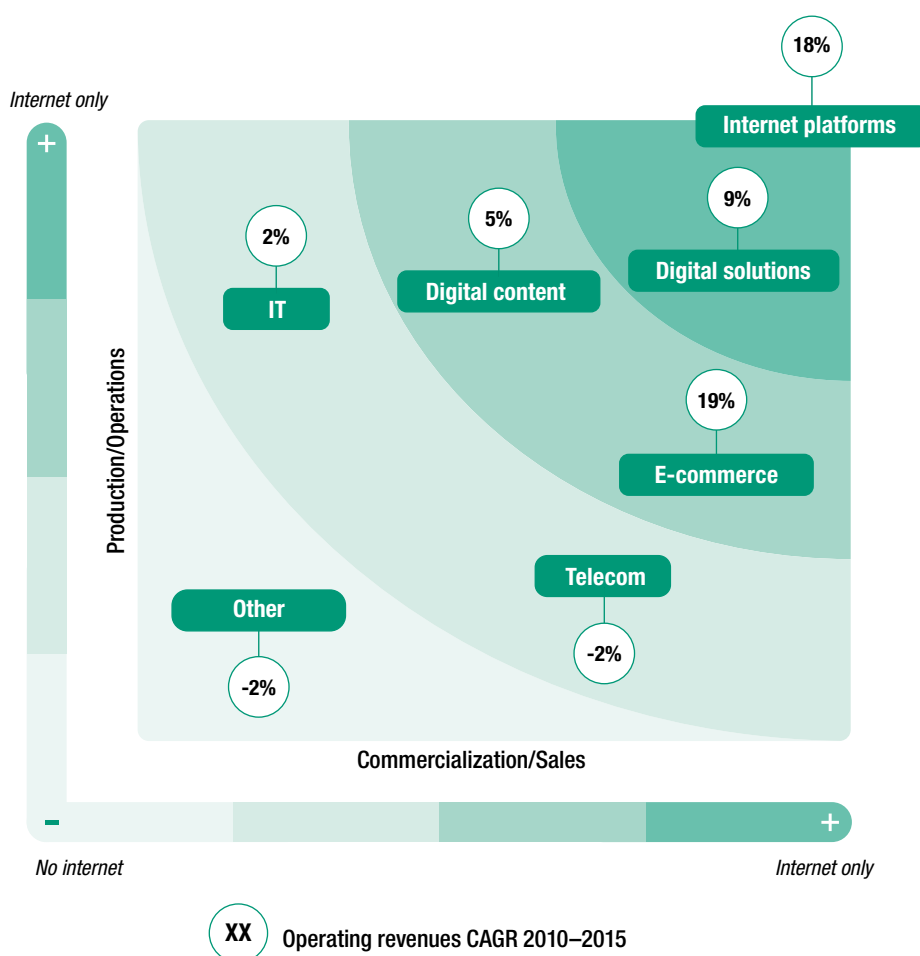 18%
Internet only
Internet platforms
+
9%
5%
2%
Digital solutions
Digital content
IT
Production/Operations
19%
E-commerce
Telecom
Other
-2%
-2%
Commercialization/Sales
- +
No internet
Internet only
XX Operating revenues CAGR 2010–2015